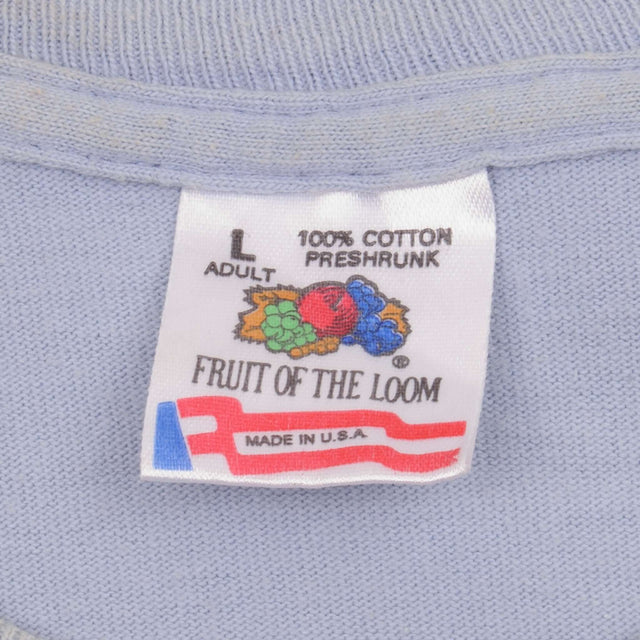 L 100% COTTON
ADULT PRESHRUNK
®
FRUIT OF THE LOOM
MADE IN U.S.A.